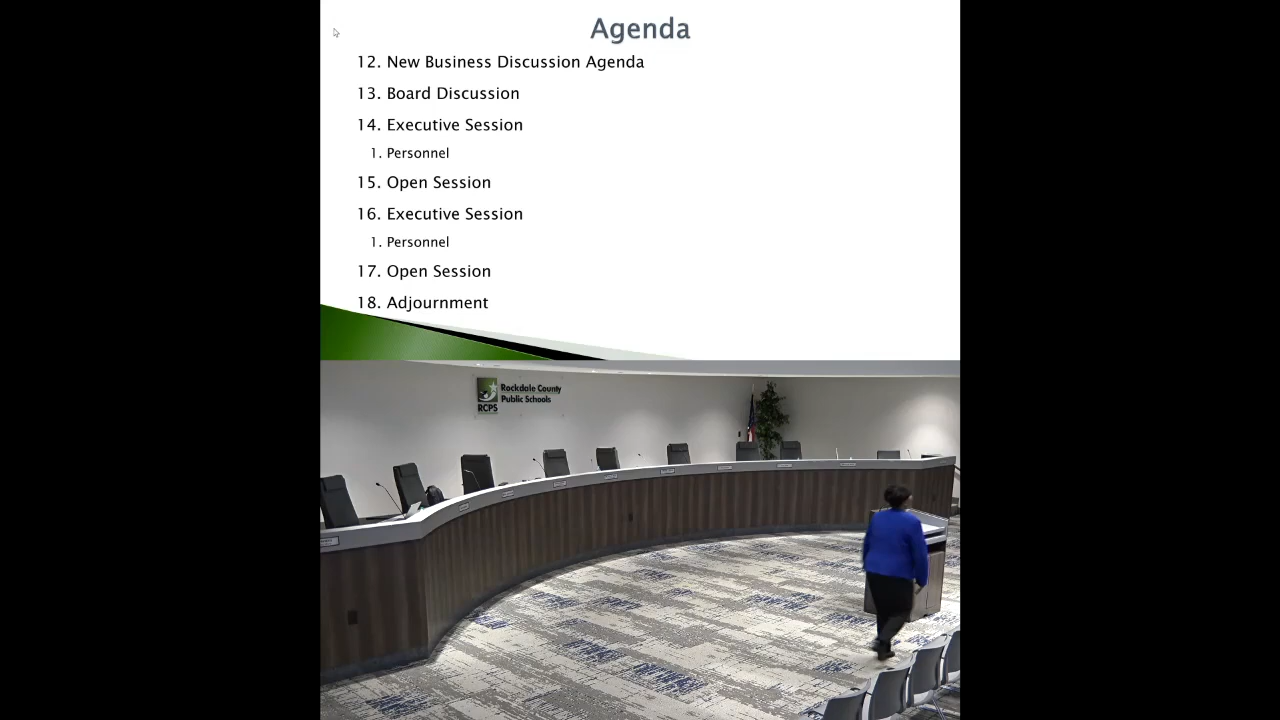 Agenda
12. New Business Discussion Agenda
13. Board Discussion
14. Executive Session
1. Personnel
15. Open Session
16. Executive Session
1. Personnel
17. Open Session
18. Adjournment
Rockdale County
Public Schools
RCPS